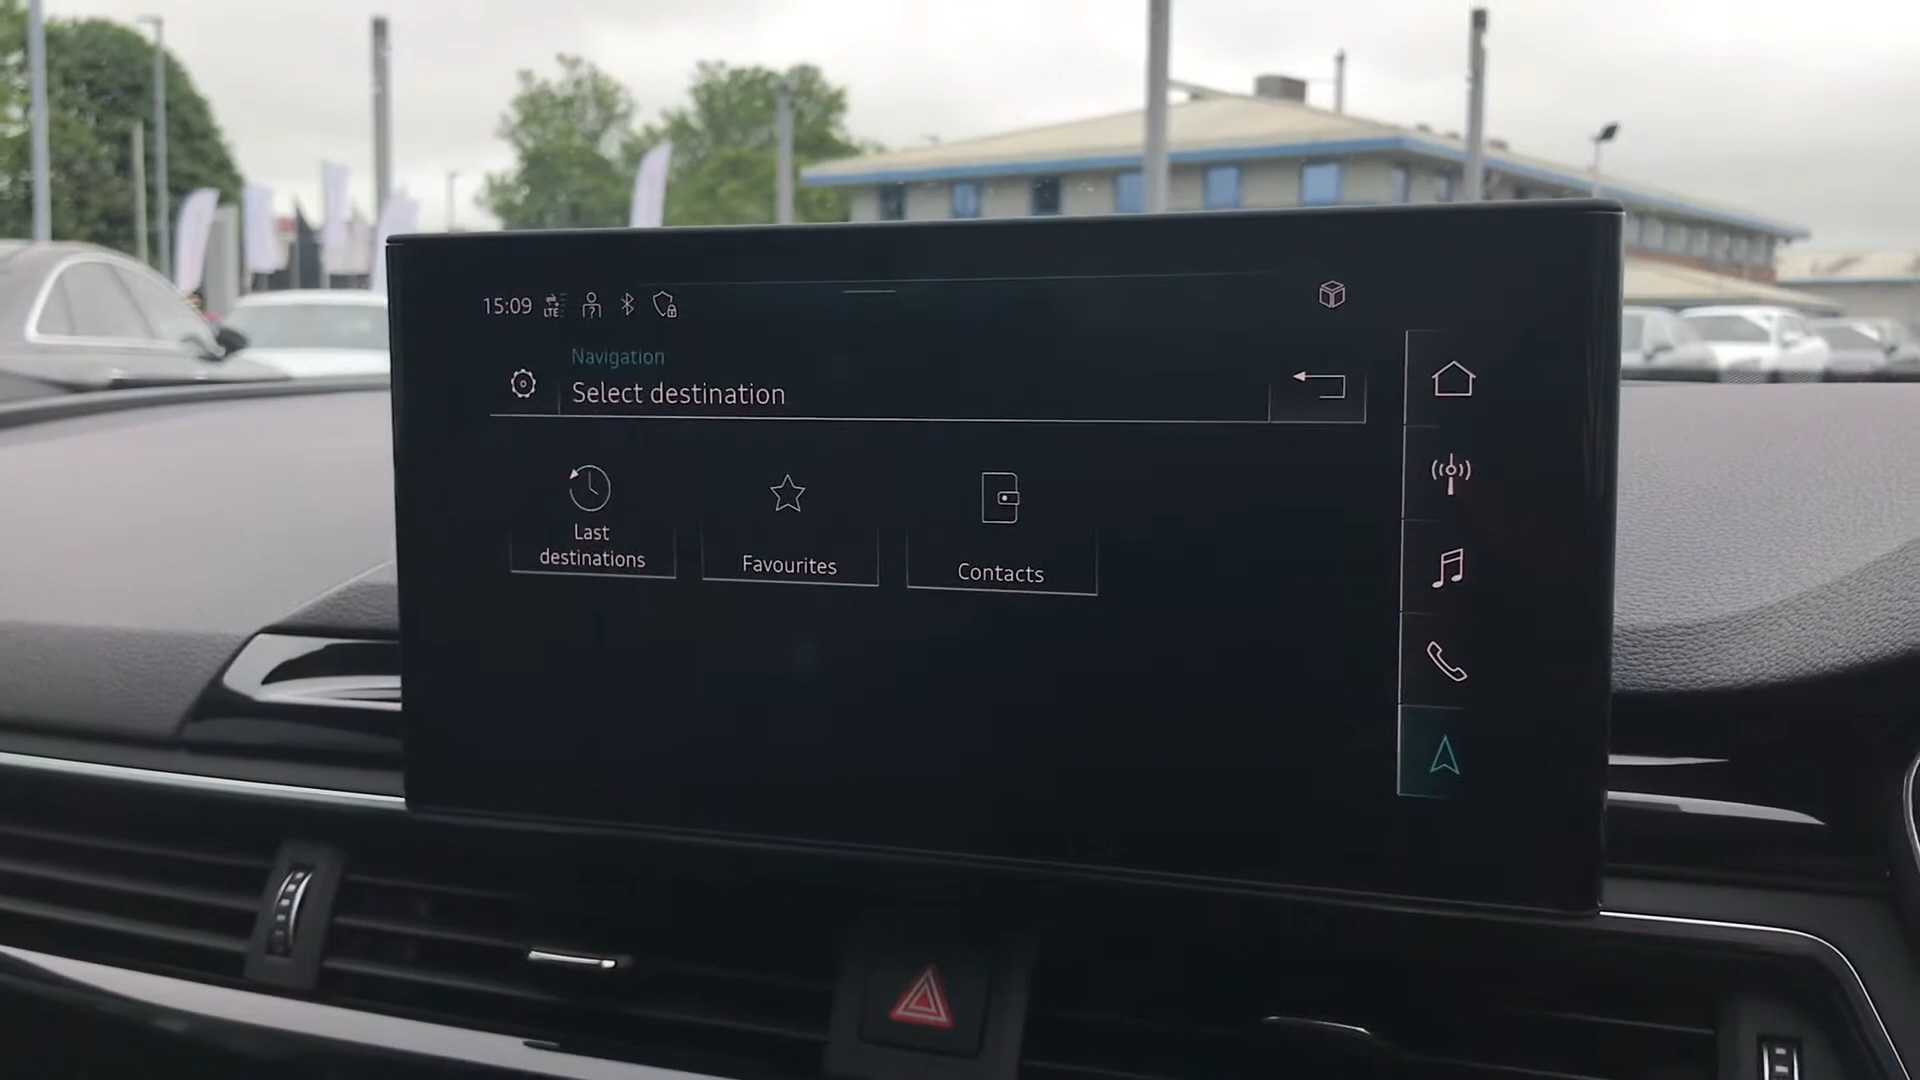 15:09
LTE
Navigation
Select destination
Last
destinations
Favourites
Contacts